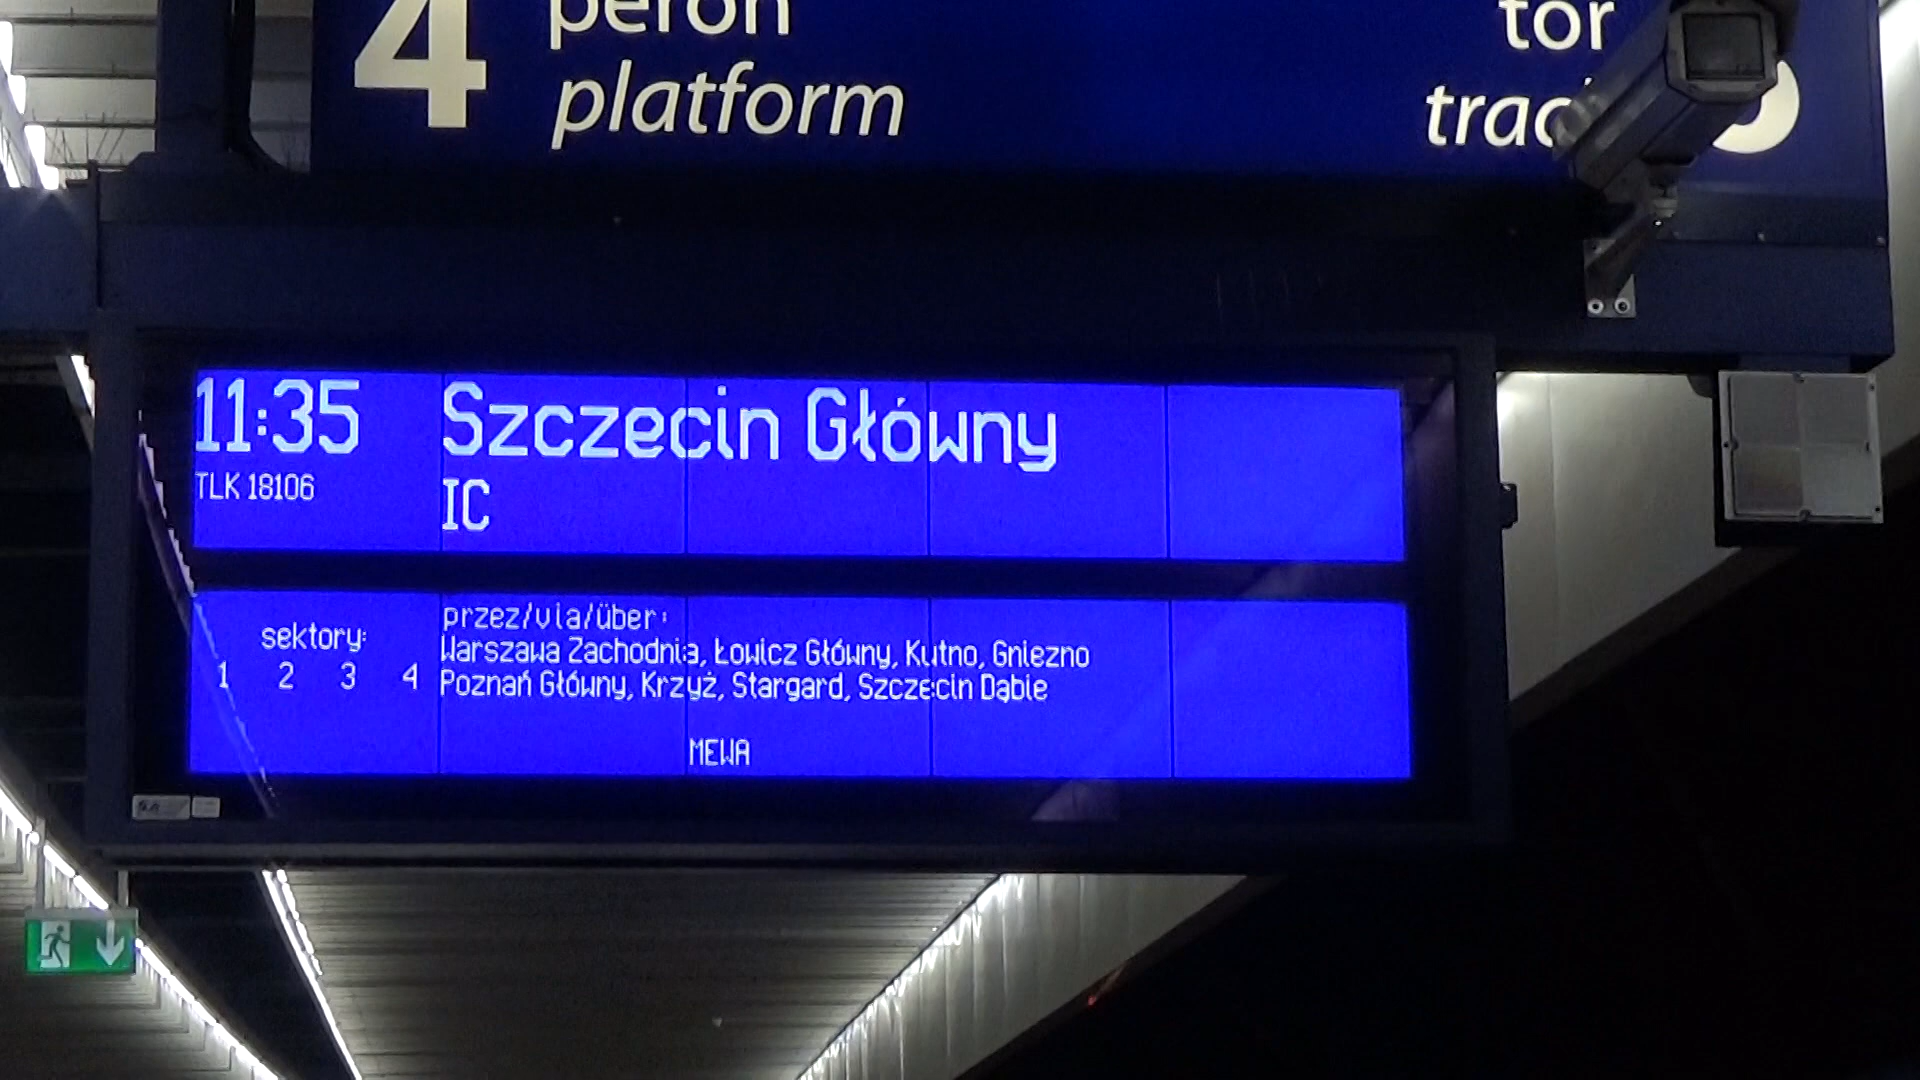 4 peron tor
platform
11:35 Szczecin Główny
TLK 18106 IC
przez/via/über:
sektory: Warszawa Zachodnia, Łowicz Główny, Kutno, Gniezno
1 2 3 4 Poznań Główny, Krzyż, Stargard, Szczecin Dąbie
MEWA